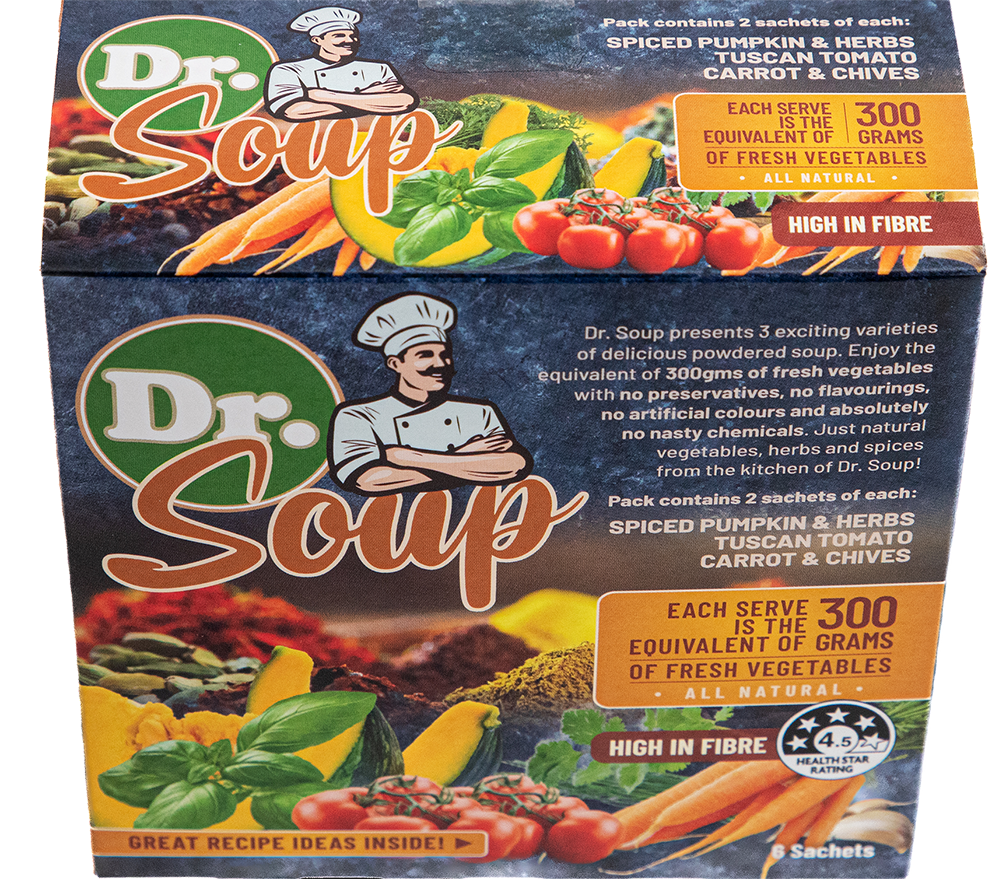 Dr.
Soup
Pack contains 2 sachets of each:
SPICED PUMPKIN & HERBS
TUSCAN TOMATO
CARROT & CHIVES
EACH SERVE
IS THE
EQUIVALENT OF
300
GRAMS
OF FRESH VEGETABLES
• ALL NATURAL •
HIGH IN FIBRE
Dr.
Soup
Dr. Soup presents 3 exciting varieties
of delicious powdered soup. Enjoy the
equivalent of 300gms of fresh vegetables
with no preservatives, no flavourings,
no artificial colours and absolutely
no nasty chemicals. Just natural
vegetables, herbs and spices
from the kitchen of Dr. Soup!
Pack contains 2 sachets of each:
SPICED PUMPKIN & HERBS
TUSCAN TOMATO
CARROT & CHIVES
EACH SERVE
IS THE
EQUIVALENT OF
300
GRAMS
OF FRESH VEGETABLES
• ALL NATURAL •
HIGH IN FIBRE
4.5
HEALTH STAR
RATING
GREAT RECIPE IDEAS INSIDE!
6 Sachets